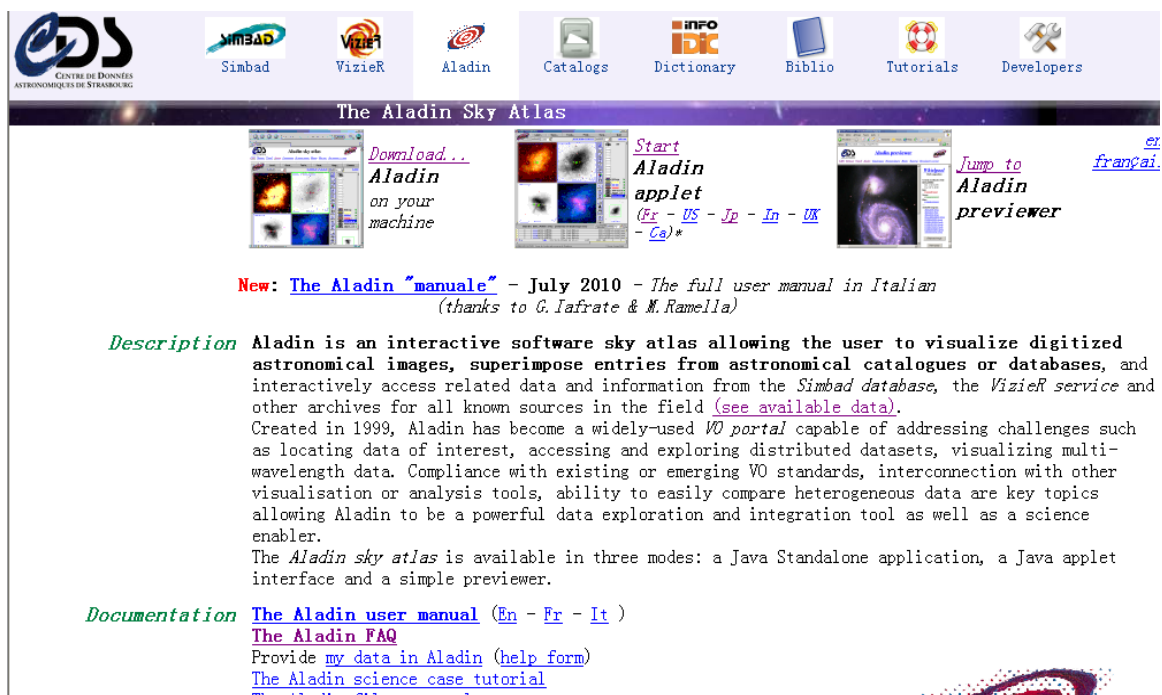 CDS
CENTRE DE DONNÉES
ASTRONOMIQUES DE STRASBOURG
SIMBAD
Simbad
VizieR
VizieR
Aladin
Catalogs
INFO
DIC
Dictionary
Biblio
Tutorials
Developers
The Aladin Sky Atlas
Download...
Aladin
on your
machine
Start
Aladin
applet
(Fr - US - Jp - In - UK
- Ca)*
Jump to
Aladin
previewer
en
françai
New: The Aladin "manuale" - July 2010 - The full user manual in Italian
(thanks to G.Iafrate & M.Ramella)
Description Aladin is an interactive software sky atlas allowing the user to visualize digitized
astronomical images, superimpose entries from astronomical catalogues or databases, and
interactively access related data and information from the Simbad database, the VizieR service and
other archives for all known sources in the field (see available data).
Created in 1999, Aladin has become a widely-used VO portal capable of addressing challenges such
as locating data of interest, accessing and exploring distributed datasets, visualizing multi-
wavelength data. Compliance with existing or emerging VO standards, interconnection with other
visualisation or analysis tools, ability to easily compare heterogeneous data are key topics
allowing Aladin to be a powerful data exploration and integration tool as well as a science
enabler.
The Aladin sky atlas is available in three modes: a Java Standalone application, a Java applet
interface and a simple previewer.
Documentation The Aladin user manual (En - Fr - It )
The Aladin FAQ
Provide my data in Aladin (help form)
The Aladin science case tutorial